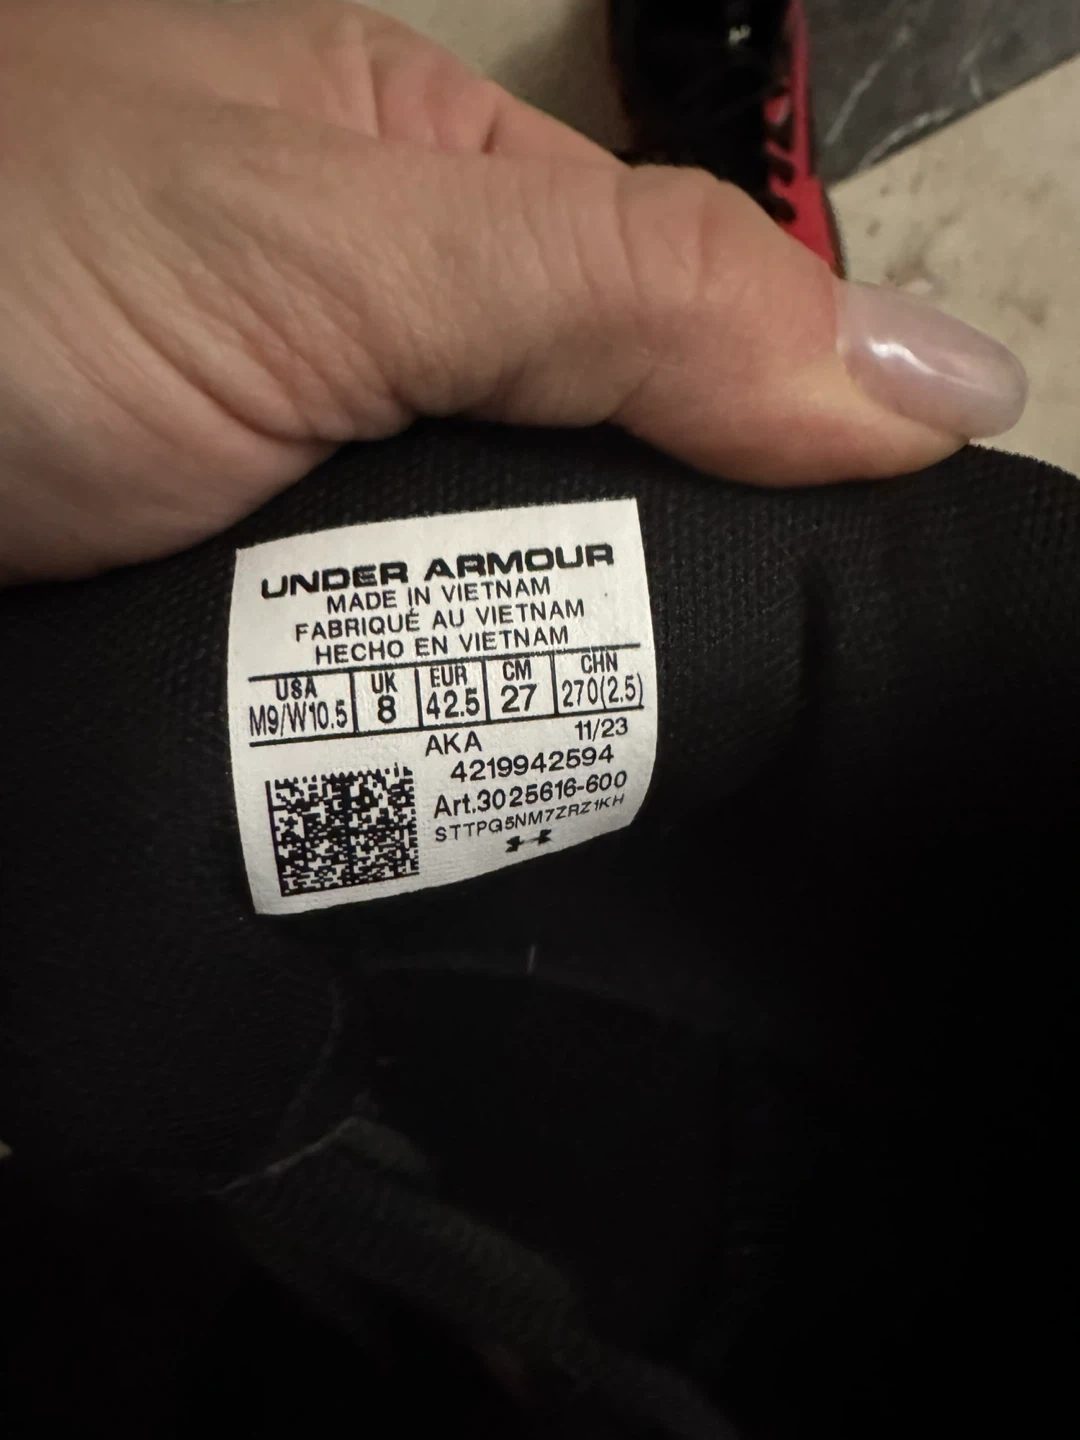 UNDER ARMOUR
MADE IN VIETNAM
FABRIQUÉ AU VIETNAM
HECHO EN VIETNAM
USA UK EUR CM CHN
M9/W10.5 8 42.5 27 270(2.5)
AKA 11/23
4219942594
Art.3025616-600
STTPG5NM7ZRZ1KH